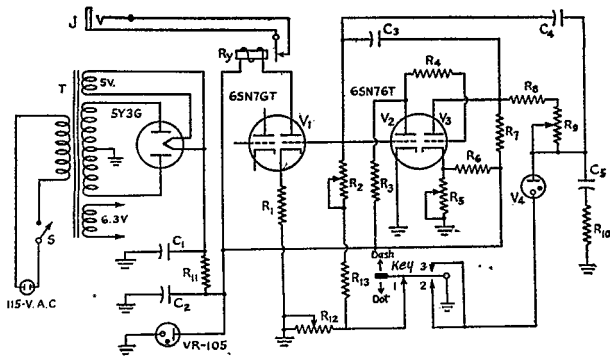 J
V
C4
C3
Ry
R4
T
5V.
5Y3G
6SN7GT
6SN7GT
V1
V2
V3
R8
R9
R7
R6
C5
V4
R2
R3
R5
R1
R10
6.3V
S
C1
R11
R13
Dash
Key
3
1
2
Dot
115-V. A.C
C2
R12
VR-105